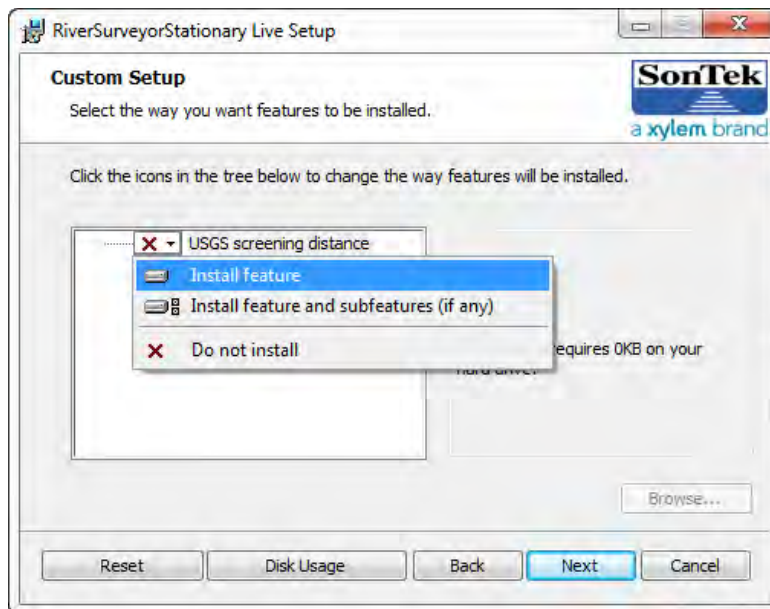 RiverSurveyorStationary Live Setup
Custom Setup
Select the way you want features to be installed.
SonTek
a xylem brand
Click the icons in the tree below to change the way features will be installed.
USGS screening distance
Install feature
Install feature and subfeatures (if any)
Do not install
equires 0KB on your
hard drive.
Browse...
Reset
Disk Usage
Back
Next
Cancel